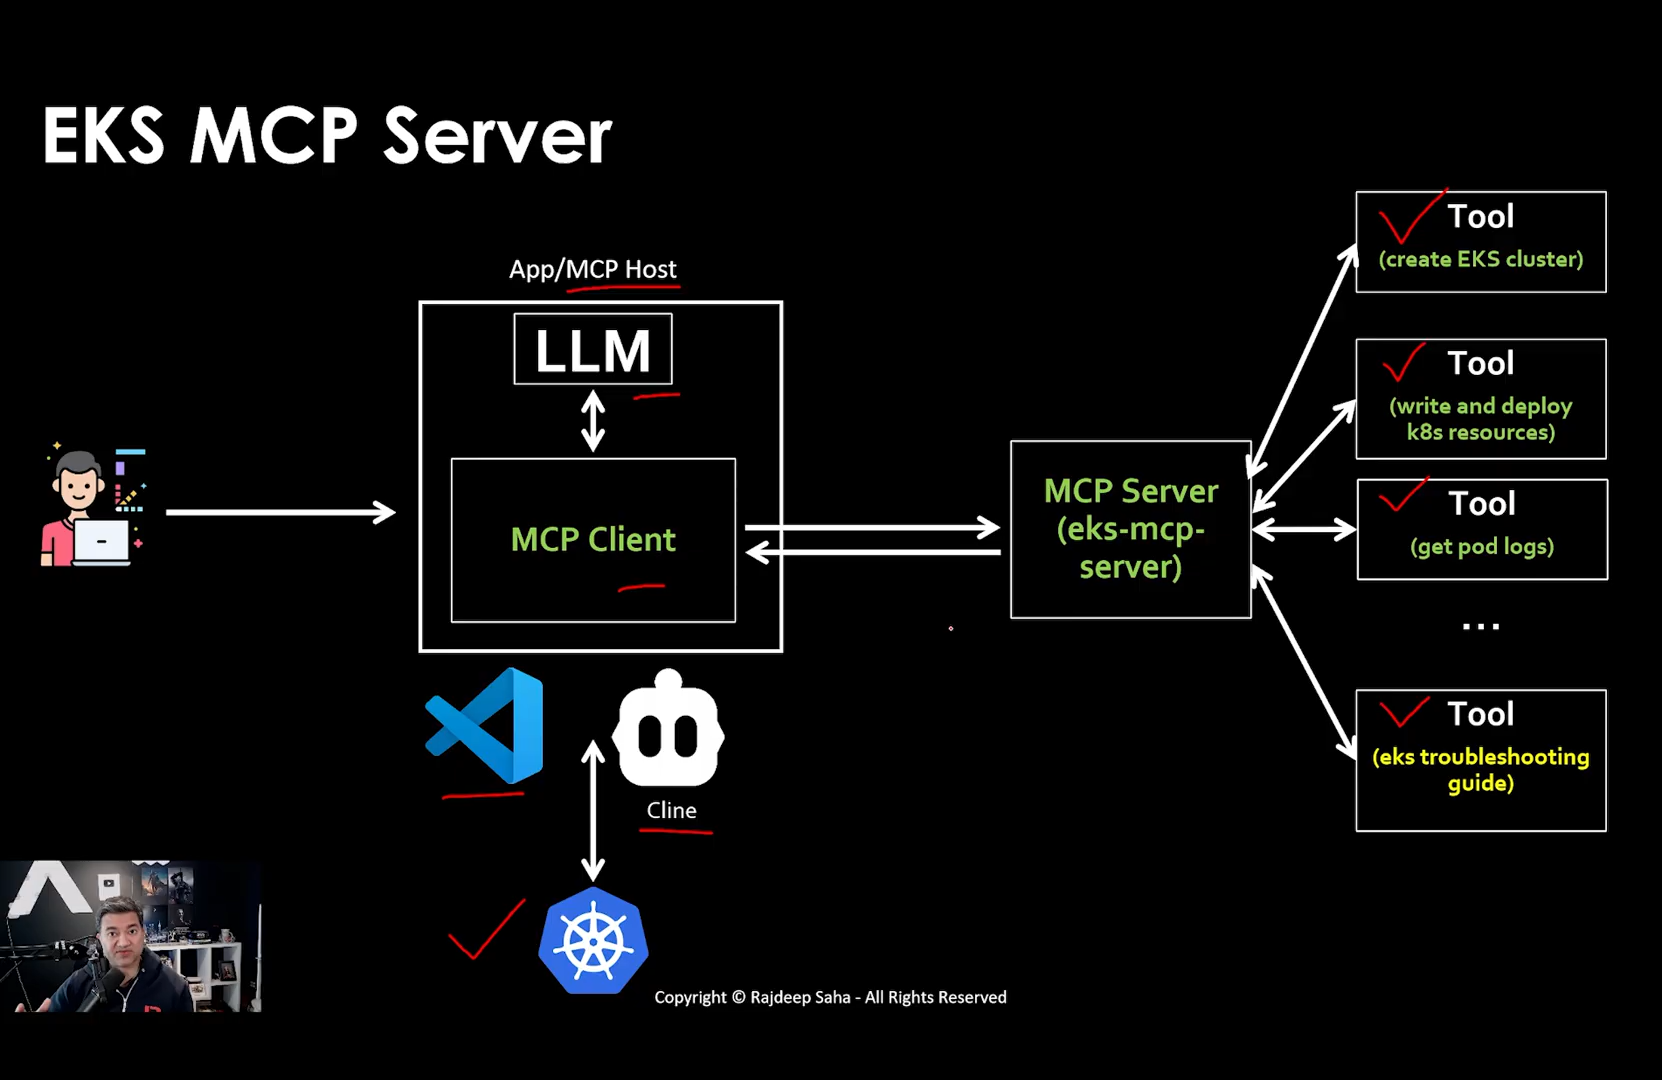 EKS MCP Server
App/MCP Host
LLM
MCP Client
Cline
MCP Server
(eks-mcp-
server)
Tool
(create EKS cluster)
Tool
(write and deploy
k8s resources)
Tool
(get pod logs)
...
Tool
(eks troubleshooting
guide)
Copyright © Rajdeep Saha - All Rights Reserved